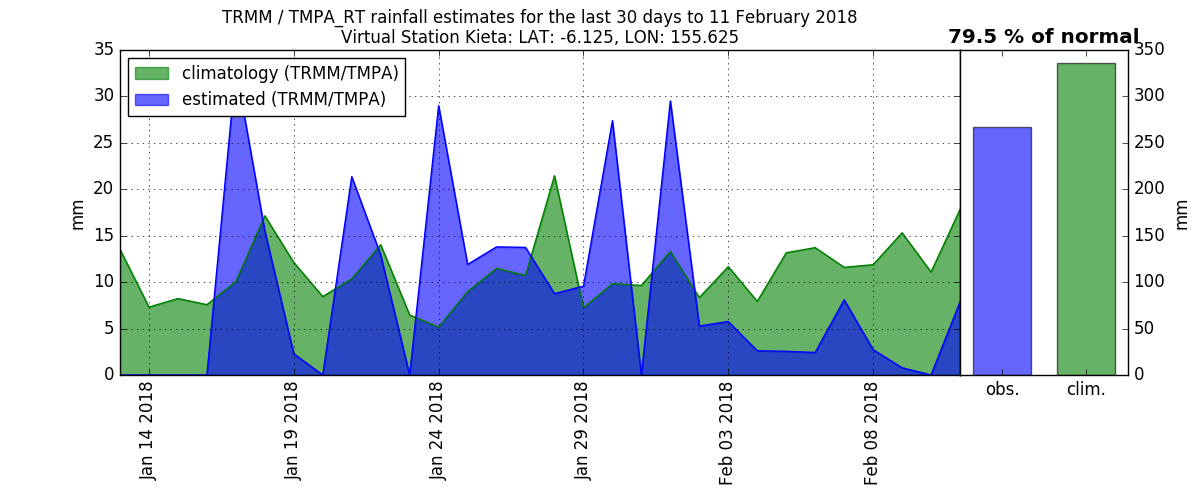 TRMM / TMPA_RT rainfall estimates for the last 30 days to 11 February 2018
Virtual Station Kieta: LAT: -6.125, LON: 155.625
79.5 % of normal
climatology (TRMM/TMPA)
estimated (TRMM/TMPA)
35
30
25
20
15
10
5
0
mm
350
300
250
200
150
100
50
0
mm
Jan 14 2018
Jan 19 2018
Jan 24 2018
Jan 29 2018
Feb 03 2018
Feb 08 2018
obs.
clim.